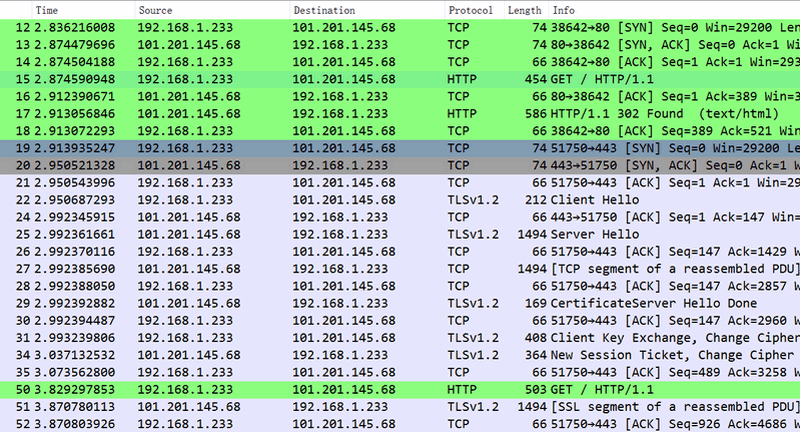 Time Source Destination Protocol Length Info
12 2.836216008 192.168.1.233 101.201.145.68 TCP 74 38642→80 [SYN] Seq=0 Win=29200 Len
13 2.874479696 101.201.145.68 192.168.1.233 TCP 74 80→38642 [SYN, ACK] Seq=0 Ack=1 W
14 2.874504188 192.168.1.233 101.201.145.68 TCP 66 38642→80 [ACK] Seq=1 Ack=1 Win=293
15 2.874590948 192.168.1.233 101.201.145.68 HTTP 454 GET / HTTP/1.1
16 2.912390671 101.201.145.68 192.168.1.233 TCP 66 80→38642 [ACK] Seq=1 Ack=389 Win=3
17 2.913056846 101.201.145.68 192.168.1.233 HTTP 586 HTTP/1.1 302 Found (text/html)
18 2.913072293 192.168.1.233 101.201.145.68 TCP 66 38642→80 [ACK] Seq=389 Ack=521 Win
19 2.913935247 192.168.1.233 101.201.145.68 TCP 74 51750→443 [SYN] Seq=0 Win=29200 Le
20 2.950521328 101.201.145.68 192.168.1.233 TCP 74 443→51750 [SYN, ACK] Seq=0 Ack=1 W
21 2.950543996 192.168.1.233 101.201.145.68 TCP 66 51750→443 [ACK] Seq=1 Ack=1 Win=29
22 2.950687293 192.168.1.233 101.201.145.68 TLSv1.2 212 Client Hello
24 2.992345915 101.201.145.68 192.168.1.233 TCP 66 443→51750 [ACK] Seq=1 Ack=147 Win=
25 2.992361661 101.201.145.68 192.168.1.233 TLSv1.2 1494 Server Hello
26 2.992370116 192.168.1.233 101.201.145.68 TCP 66 51750→443 [ACK] Seq=147 Ack=1429 W
27 2.992385690 101.201.145.68 192.168.1.233 TCP 1494 [TCP segment of a reassembled PDU]
28 2.992388050 192.168.1.233 101.201.145.68 TCP 66 51750→443 [ACK] Seq=147 Ack=2857 W
29 2.992392882 101.201.145.68 192.168.1.233 TLSv1.2 169 CertificateServer Hello Done
30 2.992394487 192.168.1.233 101.201.145.68 TCP 66 51750→443 [ACK] Seq=147 Ack=2960 W
31 2.993239806 192.168.1.233 101.201.145.68 TLSv1.2 408 Client Key Exchange, Change Cipher
34 3.037132532 101.201.145.68 192.168.1.233 TLSv1.2 364 New Session Ticket, Change Cipher
35 3.073562800 192.168.1.233 101.201.145.68 TCP 66 51750→443 [ACK] Seq=489 Ack=3258 W
50 3.829297853 192.168.1.233 101.201.145.68 HTTP 503 GET / HTTP/1.1
51 3.870780113 101.201.145.68 192.168.1.233 TLSv1.2 1494 [SSL segment of a reassembled PDU]
52 3.870803926 192.168.1.233 101.201.145.68 TCP 66 51750→443 [ACK] Seq=926 Ack=4686 W